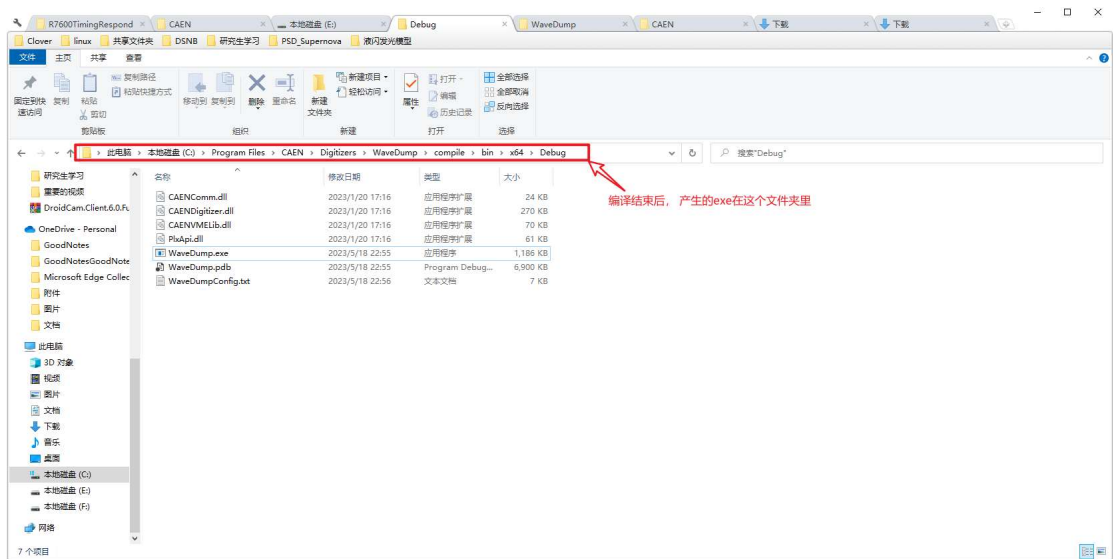 R7600TimingRespond CAEN 本地磁盘 (E:) Debug WaveDump CAEN 下载 下载
Clover linux 共享文件夹 DSNB 研究生学习 PSD_Supernova 液闪发光模型
文件 主页 共享 查看
固定到快速访问
复制
粘贴
复制路径
粘贴快捷方式
剪切
移动到 复制到 删除 重命名
新建文件夹
新建项目
轻松访问
属性
打开
编辑
历史记录
全部选择
全部取消
反向选择
剪贴板 组织 新建 打开 选择
此电脑 › 本地磁盘 (C:) › Program Files › CAEN › Digitizers › WaveDump › compile › bin › x64 › Debug
搜索"Debug"
编译结束后，产生的exe在这个文件夹里
研究生学习
重要的视频
DroidCam.Client.6.0.Fu
OneDrive - Personal
GoodNotes
GoodNotesGoodNote
Microsoft Edge Collec
附件
图片
文档
此电脑
3D 对象
视频
图片
文档
下载
音乐
桌面
本地磁盘 (C:)
本地磁盘 (E:)
本地磁盘 (F:)
网络
名称 修改日期 类型 大小
CAENComm.dll 2023/1/20 17:16 应用程序扩展 24 KB
CAENDigitizer.dll 2023/1/20 17:16 应用程序扩展 270 KB
CAENVMELib.dll 2023/1/20 17:16 应用程序扩展 70 KB
PlxApi.dll 2023/1/20 17:16 应用程序扩展 61 KB
WaveDump.exe 2023/5/18 22:55 应用程序 1,186 KB
WaveDump.pdb 2023/5/18 22:55 Program Debug... 6,900 KB
WaveDumpConfig.txt 2023/5/18 22:56 文本文档 7 KB
7 个项目